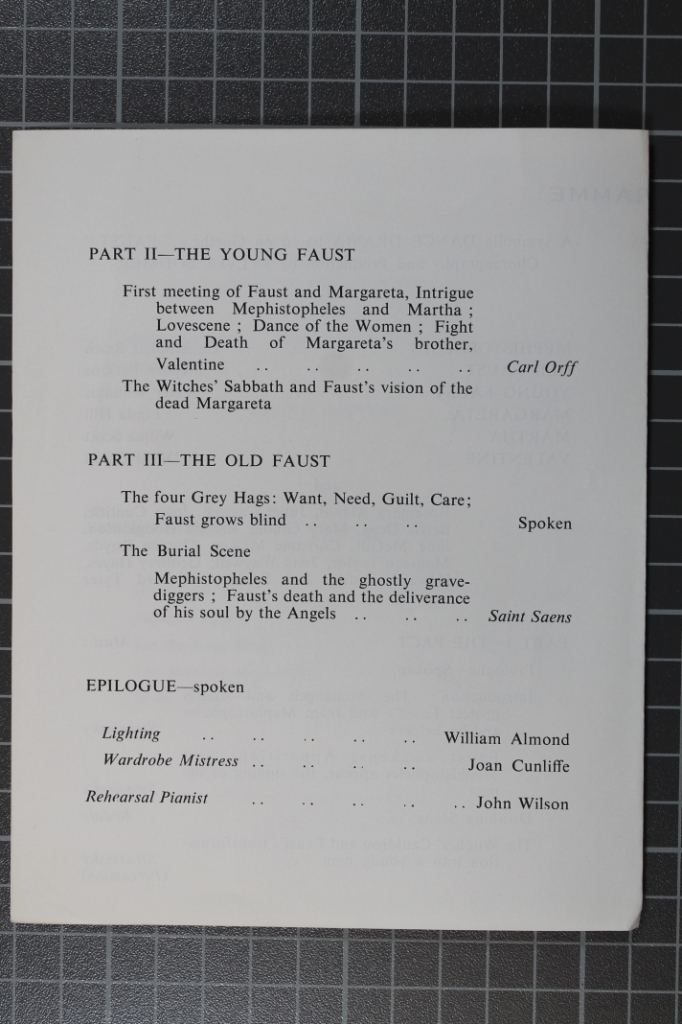 PART II—THE YOUNG FAUST
First meeting of Faust and Margareta, Intrigue
between Mephistopheles and Martha ;
Lovescene ; Dance of the Women ; Fight
and Death of Margareta's brother,
Valentine .. .. .. .. .. Carl Orff
The Witches' Sabbath and Faust's vision of the
dead Margareta
PART III—THE OLD FAUST
The four Grey Hags: Want, Need, Guilt, Care;
Faust grows blind .. .. .. Spoken
The Burial Scene
Mephistopheles and the ghostly grave-
diggers ; Faust's death and the deliverance
of his soul by the Angels .. .. .. Saint Saens
EPILOGUE—spoken
Lighting .. .. .. .. .. William Almond
Wardrobe Mistress .. .. .. .. Joan Cunliffe
Rehearsal Pianist .. .. .. .. .. John Wilson